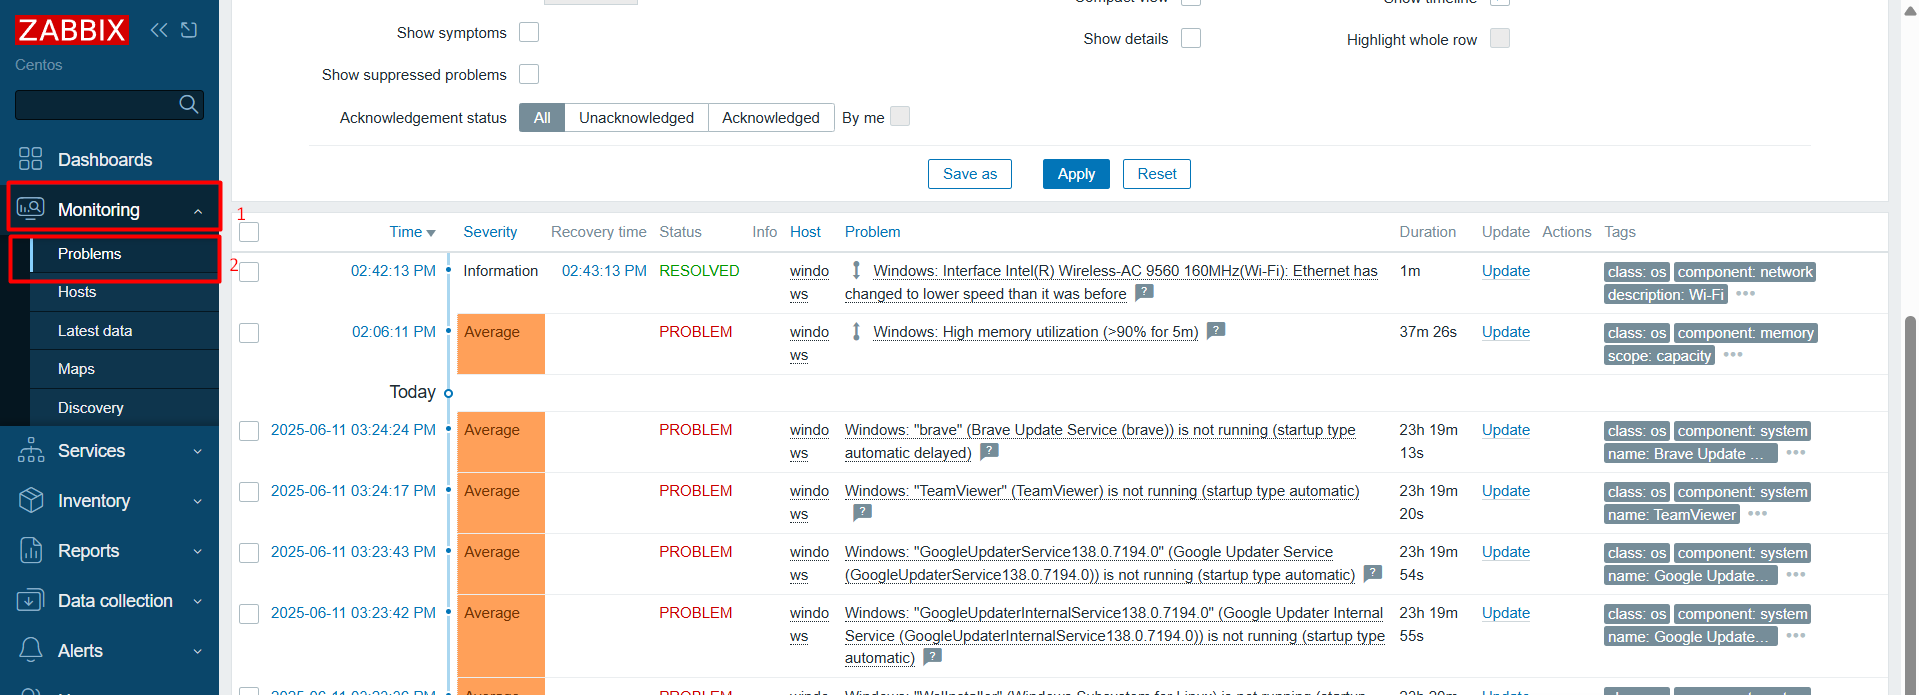 ZABBIX
Centos
Dashboards
Monitoring
Problems
Hosts
Latest data
Maps
Discovery
Services
Inventory
Reports
Data collection
Alerts
1
2
Show symptoms
Show details
Highlight whole row
Show suppressed problems
Acknowledgement status All Unacknowledged Acknowledged By me
Save as Apply Reset
Time Severity Recovery time Status Info Host Problem Duration Update Actions Tags
02:42:13 PM Information 02:43:13 PM RESOLVED windo Windows: Interface Intel(R) Wireless-AC 9560 160MHz(Wi-Fi): Ethernet has 1m Update class: os component: network
ws changed to lower speed than it was before ? description: Wi-Fi •••
02:06:11 PM Average PROBLEM windo Windows: High memory utilization (>90% for 5m) ? 37m 26s Update class: os component: memory
ws scope: capacity •••
Today
2025-06-11 03:24:24 PM Average PROBLEM windo Windows: "brave" (Brave Update Service (brave)) is not running (startup type 23h 19m Update class: os component: system
ws automatic delayed) ? 13s name: Brave Update ... •••
2025-06-11 03:24:17 PM Average PROBLEM windo Windows: "TeamViewer" (TeamViewer) is not running (startup type automatic) 23h 19m Update class: os component: system
ws ? 20s name: TeamViewer •••
2025-06-11 03:23:43 PM Average PROBLEM windo Windows: "GoogleUpdaterService138.0.7194.0" (Google Updater Service 23h 19m Update class: os component: system
ws (GoogleUpdaterService138.0.7194.0)) is not running (startup type automatic) ? 54s name: Google Update... •••
2025-06-11 03:23:42 PM Average PROBLEM windo Windows: "GoogleUpdaterInternalService138.0.7194.0" (Google Updater Internal 23h 19m Update class: os component: system
ws Service (GoogleUpdaterInternalService138.0.7194.0)) is not running (startup type 55s name: Google Update... •••
automatic) ?